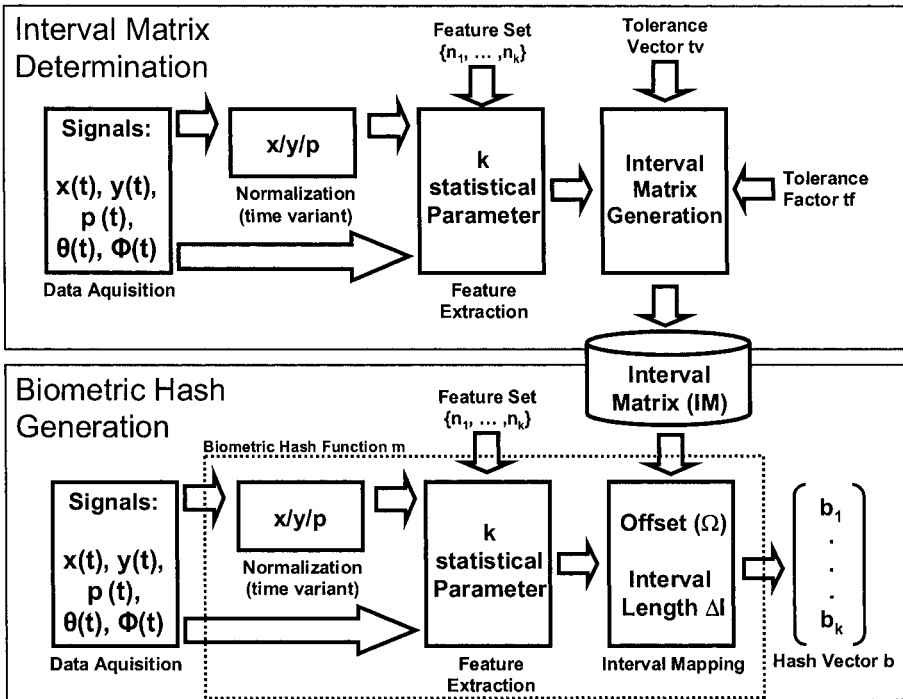 Interval Matrix
Determination
Feature Set
{n1, ... ,nk}
Tolerance
Vector tv
Signals:
x(t), y(t),
p (t),
θ(t), Φ(t)
Data Aquisition
x/y/p
Normalization
(time variant)
k
statistical
Parameter
Feature
Extraction
Interval
Matrix
Generation
Tolerance
Factor tf
Interval
Matrix (IM)
Biometric Hash
Generation
Feature Set
{n1, ... ,nk}
Biometric Hash Function m
Signals:
x(t), y(t),
p (t),
θ(t), Φ(t)
Data Aquisition
x/y/p
Normalization
(time variant)
k
statistical
Parameter
Feature
Extraction
Offset (Ω)
Interval
Length ΔI
Interval Mapping
b1
.
.
.
bk
Hash Vector b